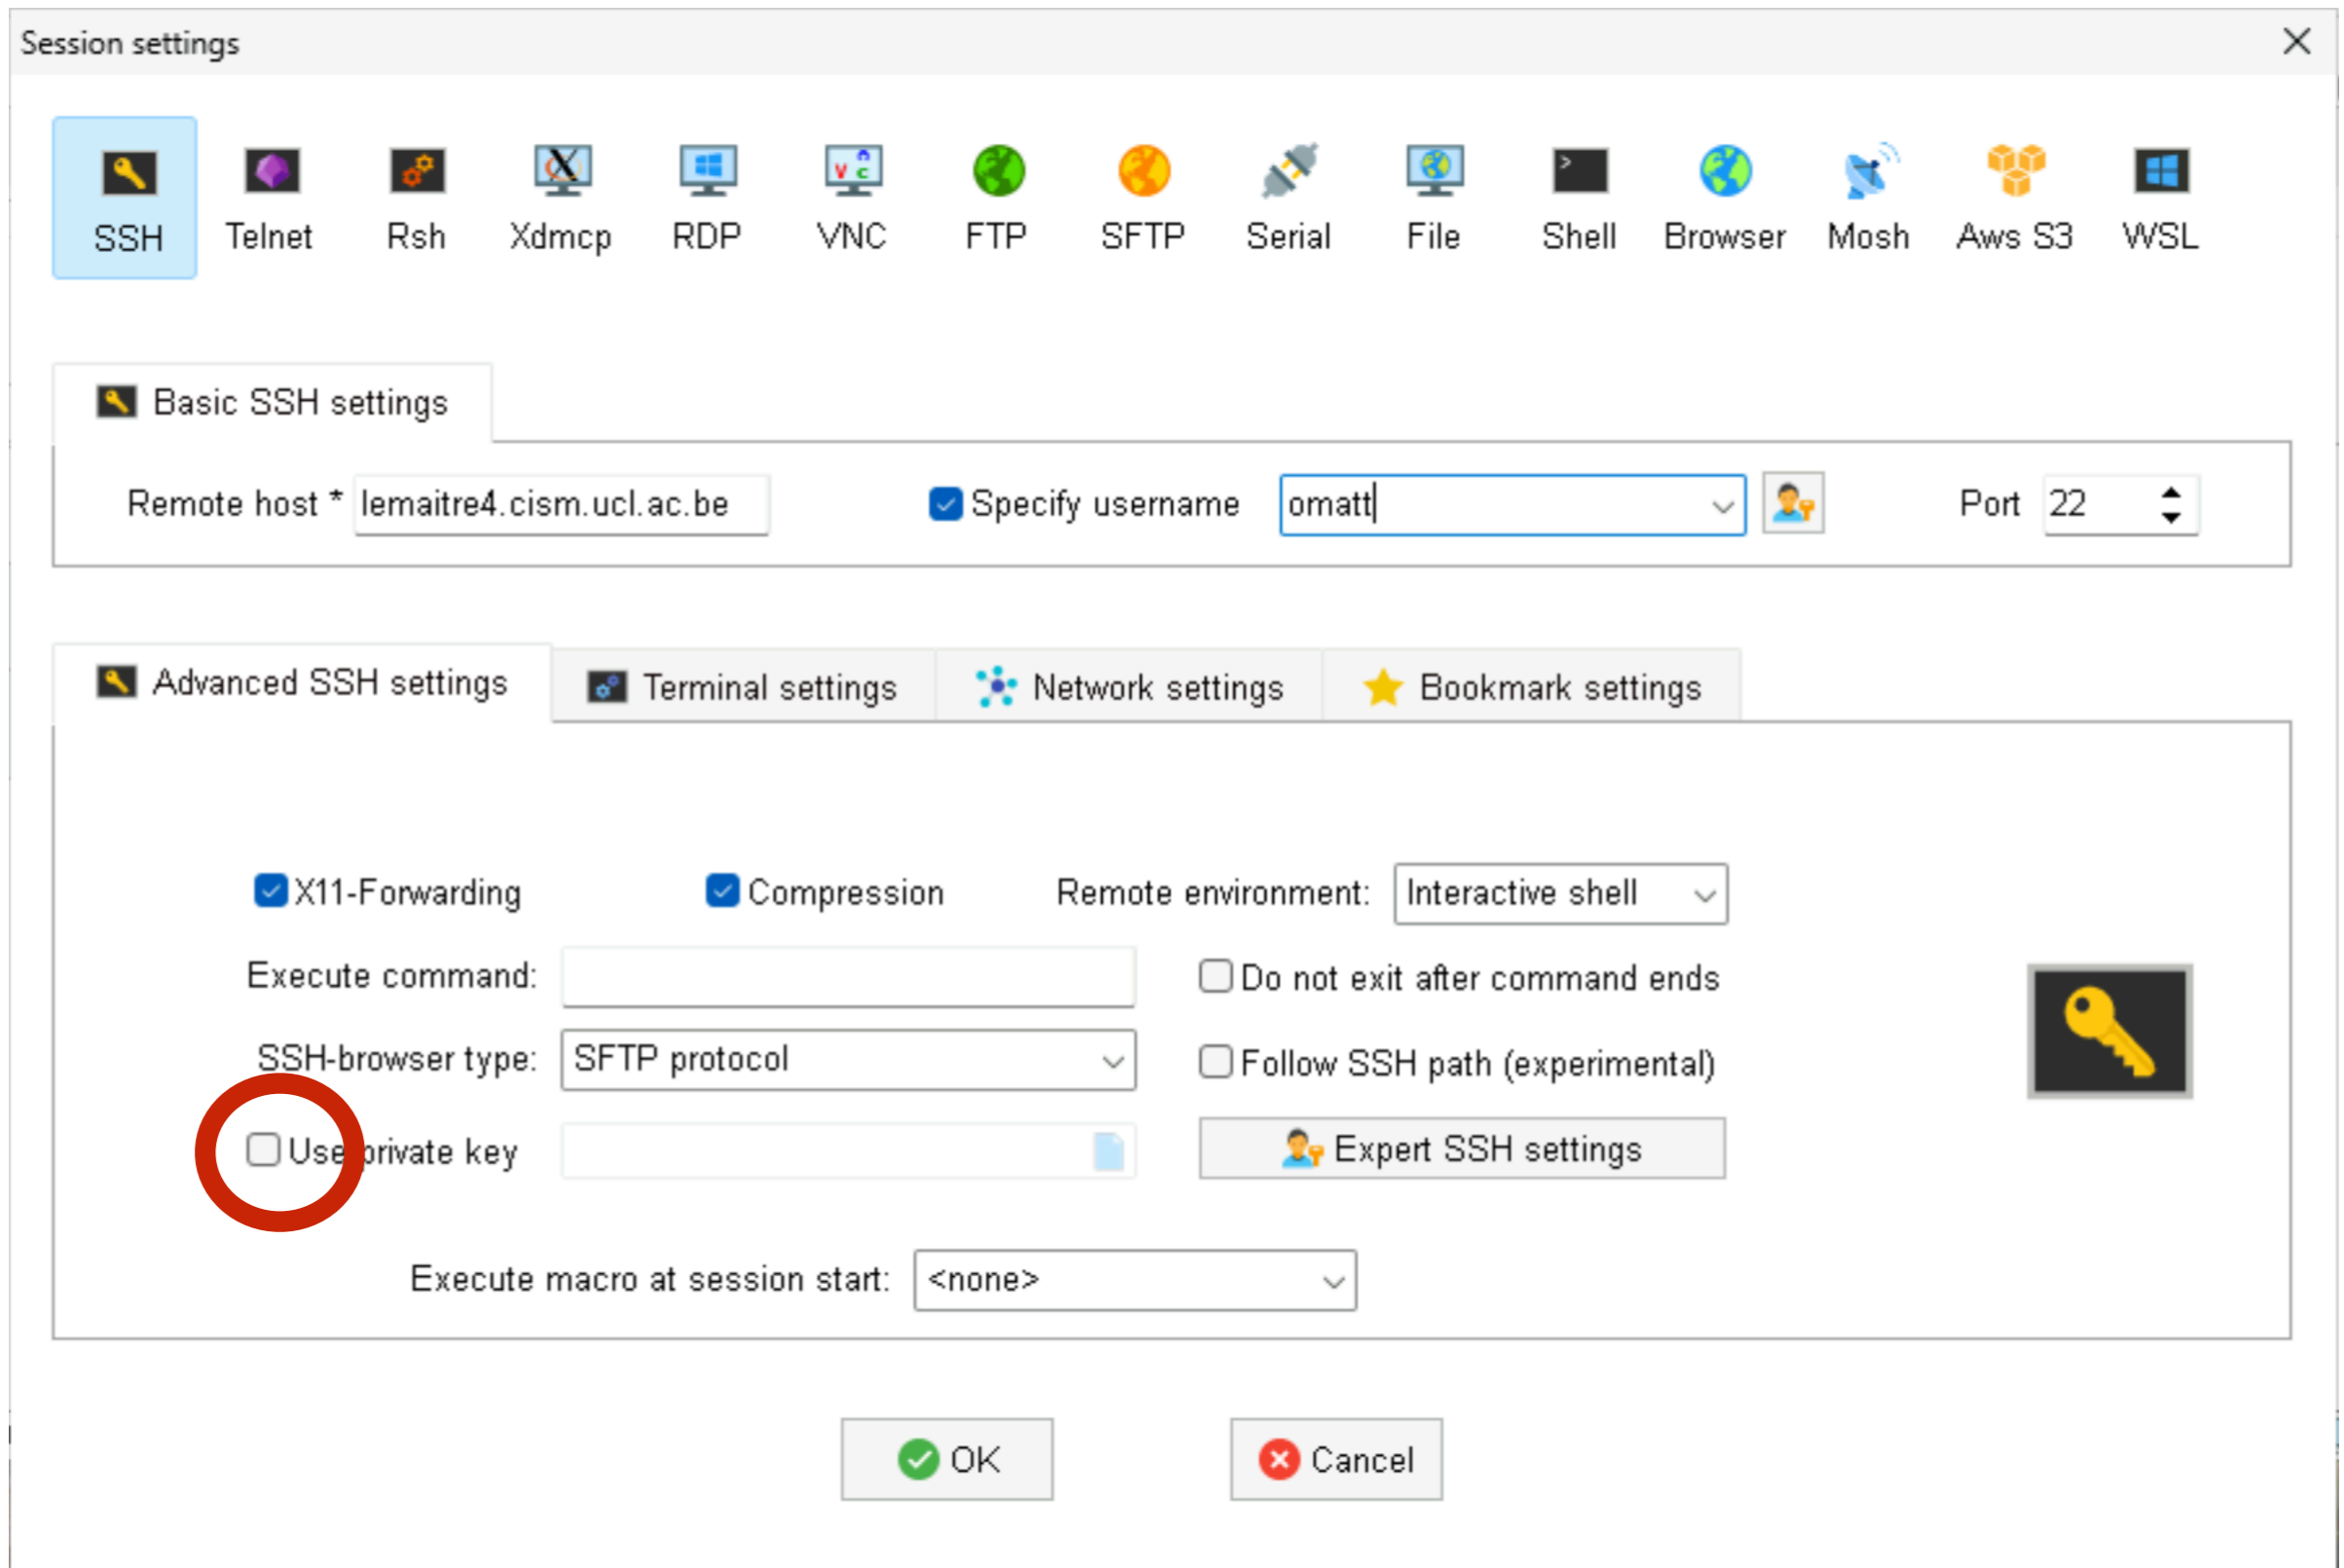 Session settings
SSH Telnet Rsh Xdmcp RDP VNC FTP SFTP Serial File Shell Browser Mosh Aws S3 WSL
Basic SSH settings
Remote host * lemaitre4.cism.ucl.ac.be Specify username omatt Port 22
Advanced SSH settings Terminal settings Network settings Bookmark settings
X11-Forwarding Compression Remote environment: Interactive shell
Execute command: Do not exit after command ends
SSH-browser type: SFTP protocol Follow SSH path (experimental)
Use private key Expert SSH settings
Execute macro at session start: <none>
OK Cancel